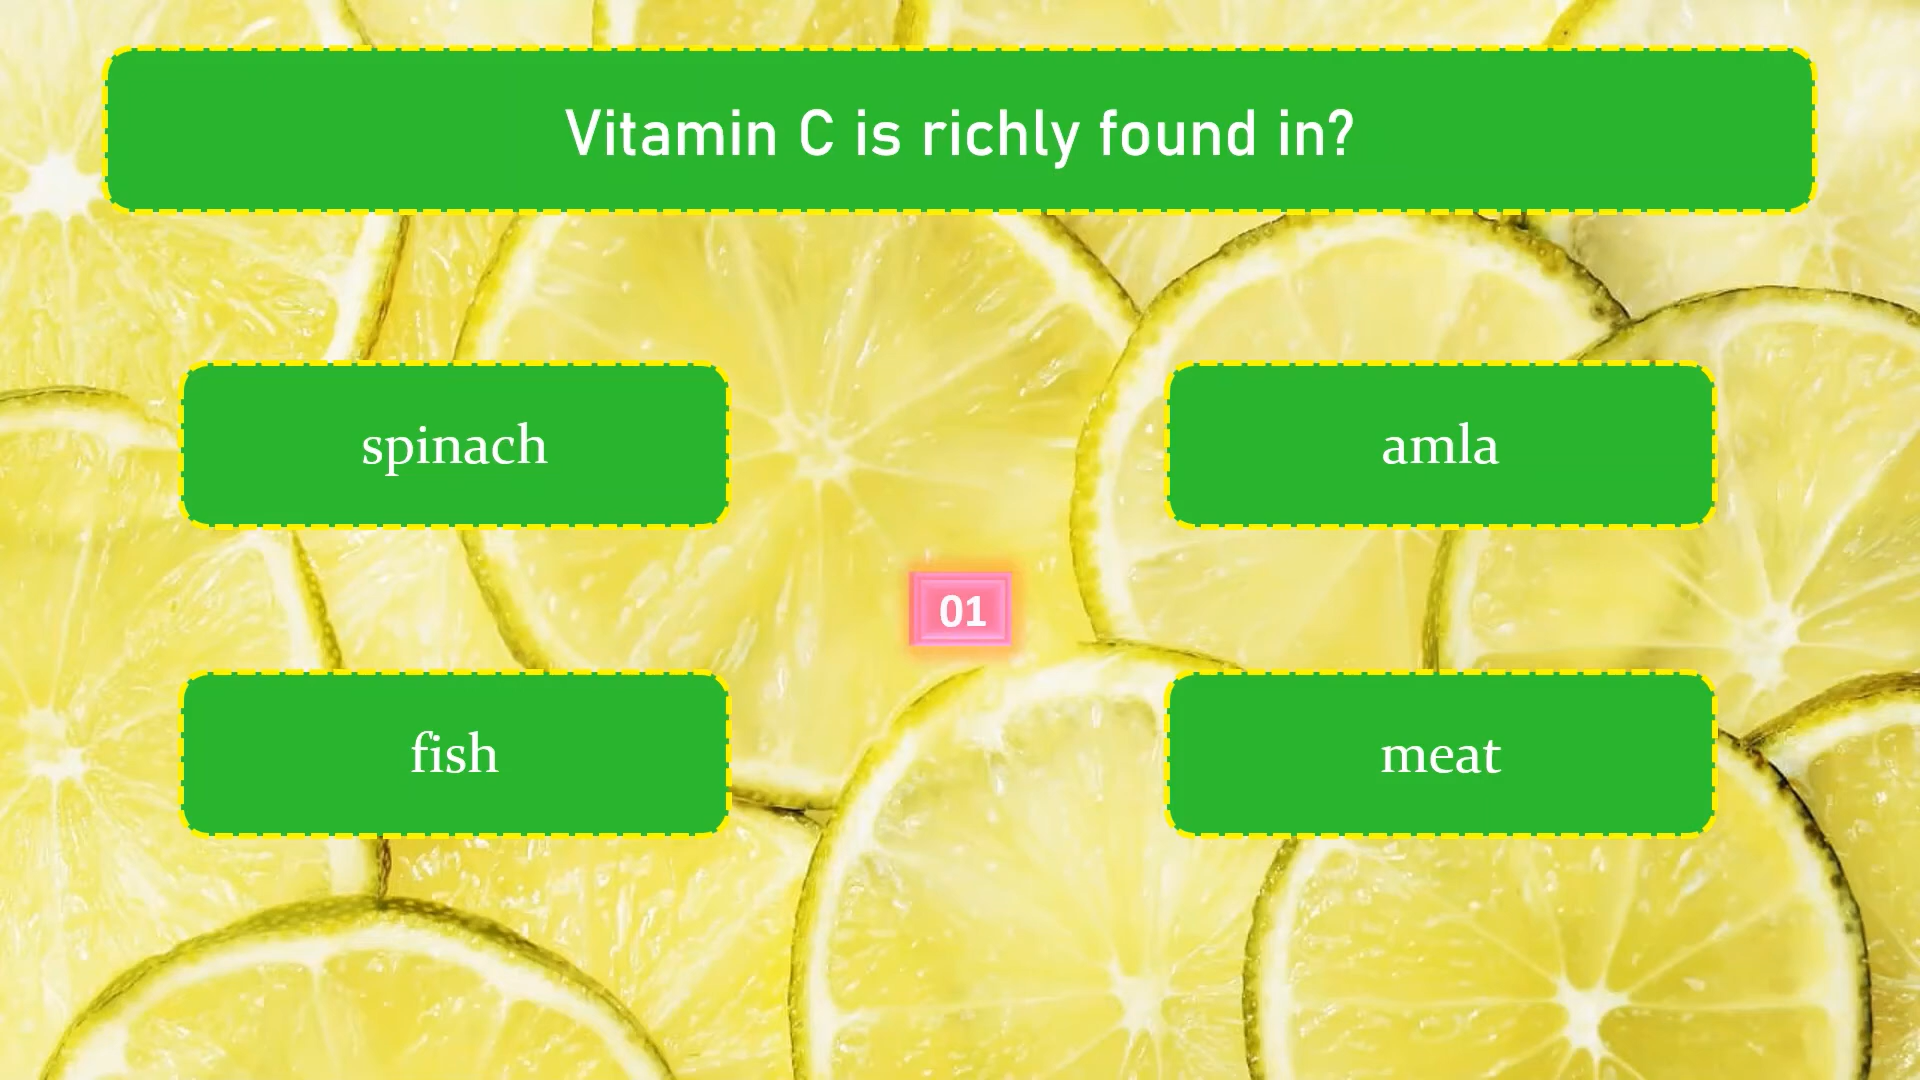 Vitamin C is richly found in?
spinach
amla
01
fish
meat